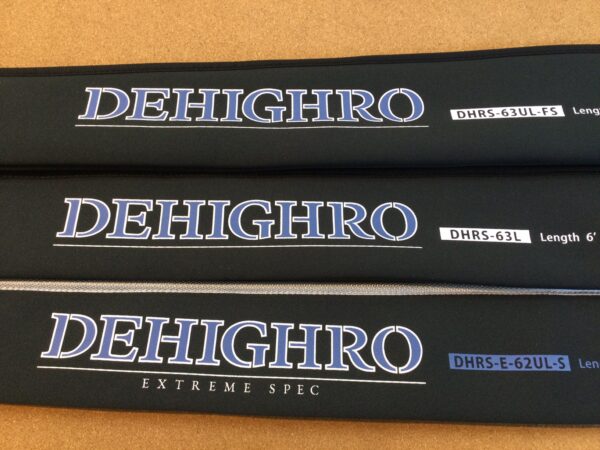 DEHIGHRO DHRS-63UL-FS
DEHIGHRO DHRS-63L Length 6'
DEHIGHRO DHRS-E-62UL-S
EXTREME SPEC